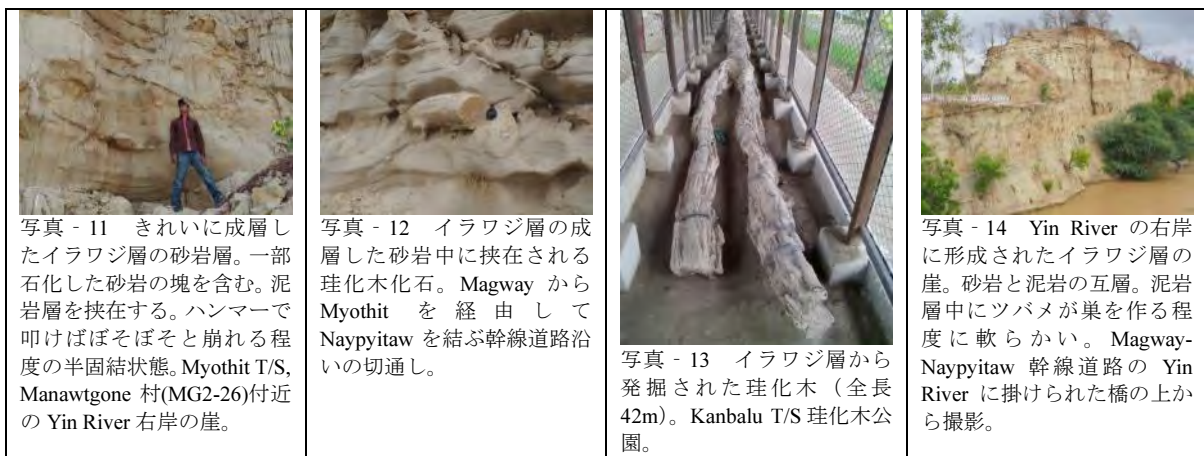 写真 - 11　きれいに成層し
たイラワジ層の砂岩層。一部
石化した砂岩の塊を含む。泥
岩層を挟在する。ハンマーで
叩けばぼそぼそと崩れる程
度の半固結状態。Myothit T/S,
Manawtgone 村(MG2-26)付近
の Yin River 右岸の崖。
写真 - 12　イラワジ層の成
層した砂岩中に挟在される
珪化木化石。Magway から
Myothit を経由して
Naypyitaw を結ぶ幹線道路沿
いの切通し。
写真 - 13　イラワジ層から
発掘された珪化木（全長
42m）。Kanbalu T/S 珪化木公
園。
写真 - 14　Yin River の右岸
に形成されたイラワジ層の
崖。砂岩と泥岩の互層。泥岩
層中にツバメが巣を作る程
度に軟らかい。Magway-
Naypyitaw 幹線道路の Yin
River に掛けられた橋の上か
ら撮影。